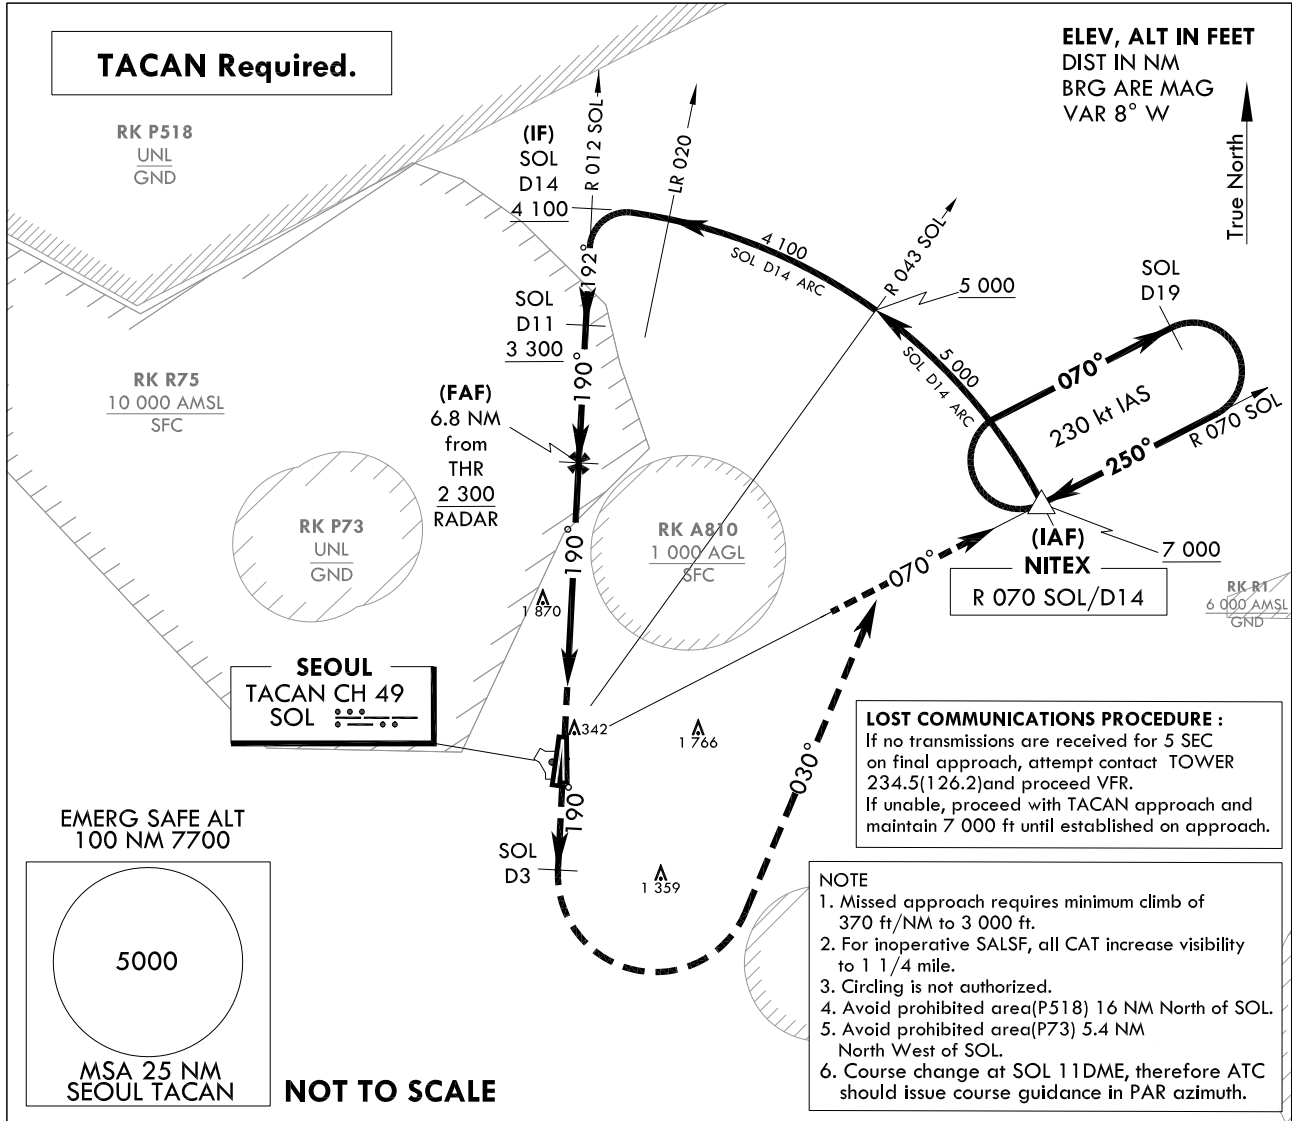 TACAN Required.
ELEV, ALT IN FEET
DIST IN NM
BRG ARE MAG
VAR 8° W
True North
RK P518
UNL
GND
(IF)
SOL
D14
4 100
R 012 SOL
LR 020
4 100
SOL D14 ARC
R 043 SOL
5 000
5 000
SOL D14 ARC
SOL
D19
070°
230 kt IAS
250°
R 070 SOL
192°
SOL
D11
3 300
190°
RK R75
10 000 AMSL
SFC
(FAF)
6.8 NM
from
THR
2 300
RADAR
190°
RK P73
UNL
GND
RK A810
1 000 AGL
SFC
070°
(IAF)
NITEX
R 070 SOL/D14
7 000
RK R1
6 000 AMSL
GND
1 870
SEOUL
TACAN CH 49
SOL
342
1 766
190°
030°
SOL
D3
1 359
LOST COMMUNICATIONS PROCEDURE :
If no transmissions are received for 5 SEC
on final approach, attempt contact TOWER
234.5(126.2)and proceed VFR.
If unable, proceed with TACAN approach and
maintain 7 000 ft until established on approach.
EMERG SAFE ALT
100 NM 7700
5000
MSA 25 NM
SEOUL TACAN
NOT TO SCALE
NOTE
1. Missed approach requires minimum climb of
370 ft/NM to 3 000 ft.
2. For inoperative SALSF, all CAT increase visibility
to 1 1/4 mile.
3. Circling is not authorized.
4. Avoid prohibited area(P518) 16 NM North of SOL.
5. Avoid prohibited area(P73) 5.4 NM
North West of SOL.
6. Course change at SOL 11DME, therefore ATC
should issue course guidance in PAR azimuth.